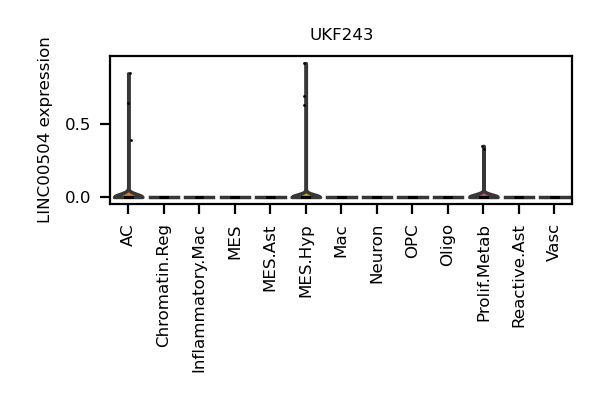 UKF243
LINC00504 expression
0.5
0.0
AC
Chromatin.Reg
Inflammatory.Mac
MES
MES.Ast
MES.Hyp
Mac
Neuron
OPC
Oligo
Prolif.Metab
Reactive.Ast
Vasc